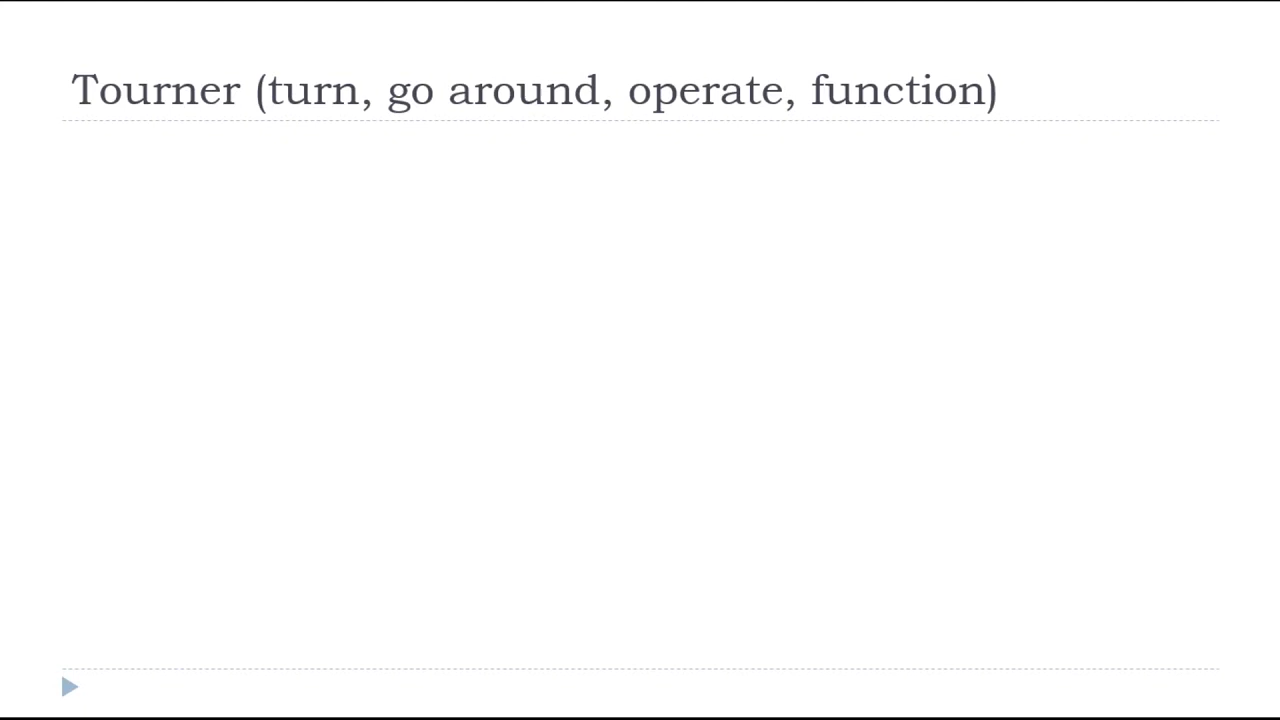 Tourner (turn, go around, operate, function)